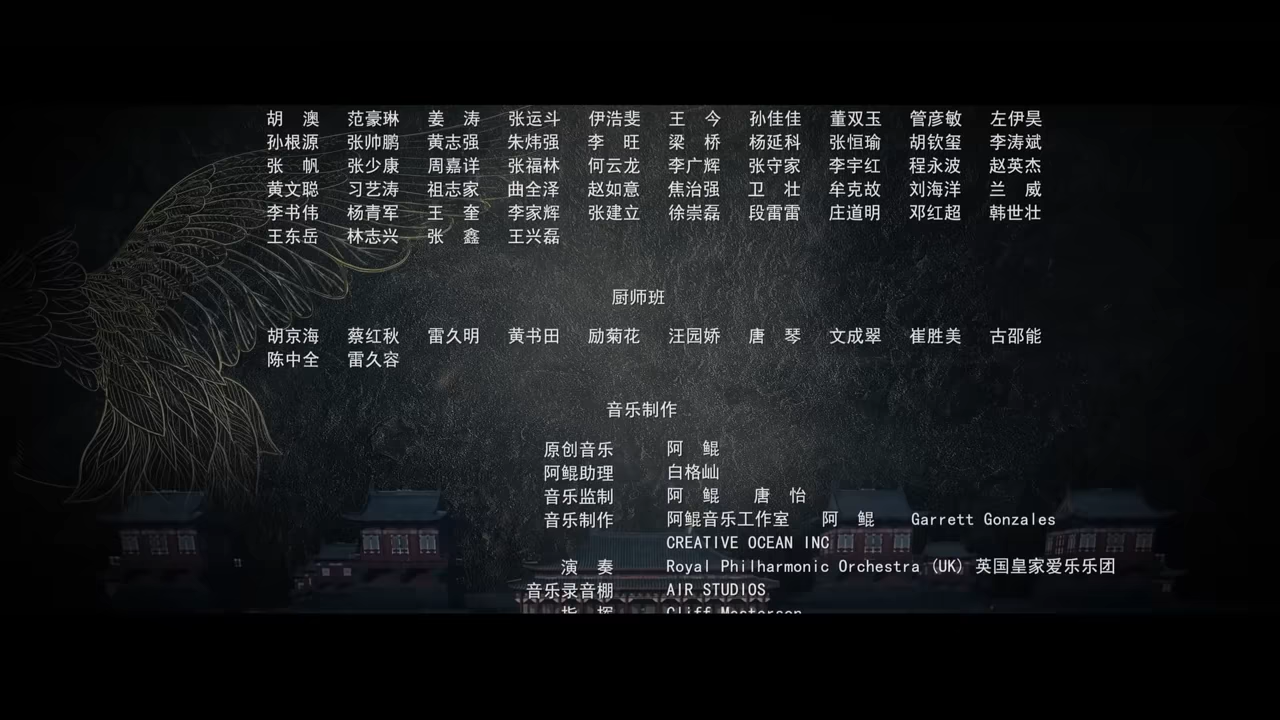 胡　澳　范豪琳　姜　涛　张运斗　伊浩斐　王　今　孙佳佳　董双玉　管彦敏　左伊昊
孙根源　张帅鹏　黄志强　朱炜强　李　旺　梁　桥　杨延科　张恒瑜　胡钦玺　李涛斌
张　帆　张少康　周嘉详　张福林　何云龙　李广辉　张守家　李宇红　程永波　赵英杰
黄文聪　习艺涛　祖志家　曲全泽　赵如意　焦治强　卫　壮　牟克故　刘海洋　兰　威
李书伟　杨青军　王　奎　李家辉　张建立　徐崇磊　段雷雷　庄道明　邓红超　韩世壮
王东岳　林志兴　张　鑫　王兴磊
厨师班
胡京海　蔡红秋　雷久明　黄书田　励菊花　汪园娇　唐　琴　文成翠　崔胜美　古邵能
陈中全　雷久容
音乐制作
原创音乐　阿　鲲
阿鲲助理　白格屾
音乐监制　阿　鲲　唐　怡
音乐制作　阿鲲音乐工作室　阿　鲲　Garrett Gonzales
CREATIVE OCEAN INC
演　奏　Royal Philharmonic Orchestra (UK) 英国皇家爱乐乐团
音乐录音棚　AIR STUDIOS
指　挥　Cliff Masterson